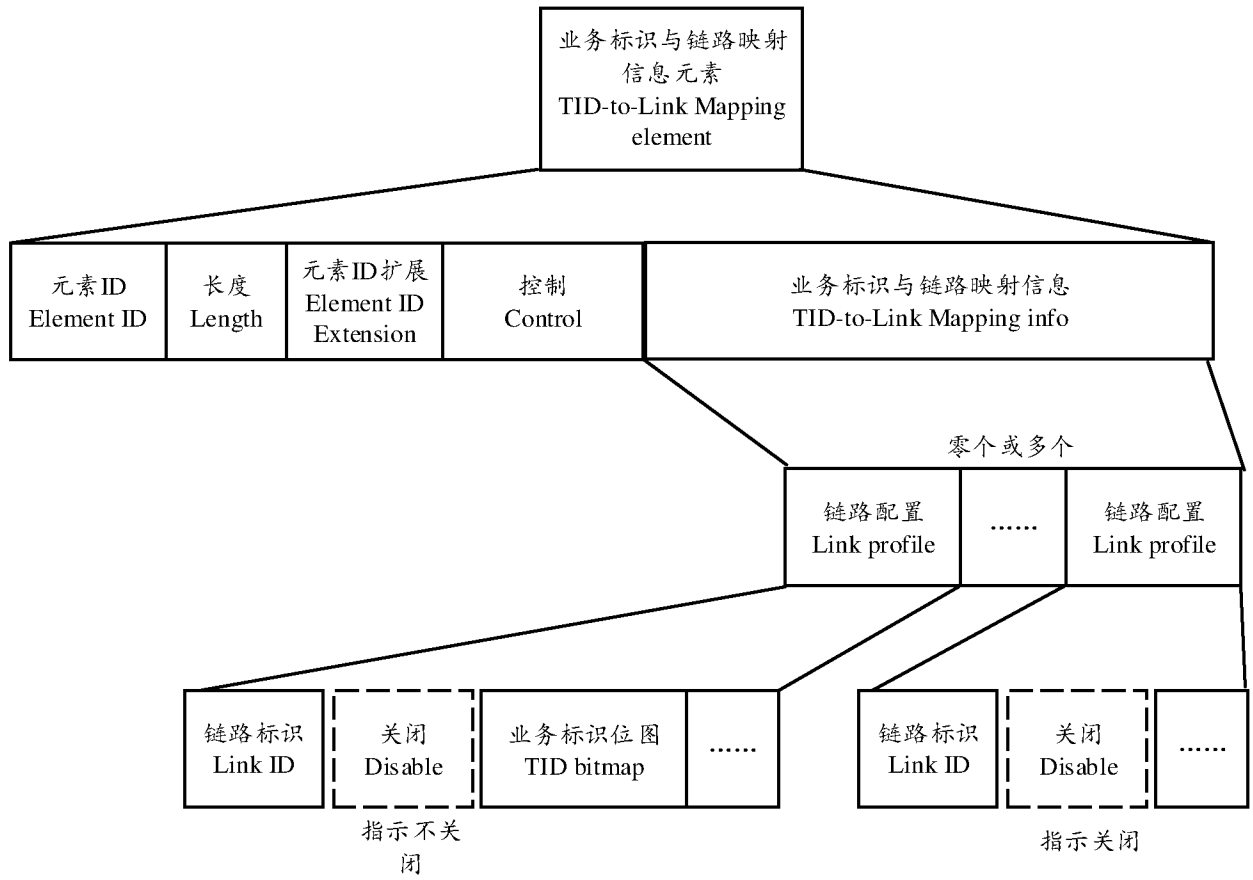 业务标识与链路映射
信息元素
TID-to-Link Mapping
element
元素ID
Element ID
长度
Length
元素ID扩展
Element ID
Extension
控制
Control
业务标识与链路映射信息
TID-to-Link Mapping info
零个或多个
链路配置
Link profile
......
链路配置
Link profile
链路标识
Link ID
关闭
Disable
业务标识位图
TID bitmap
......
链路标识
Link ID
关闭
Disable
......
指示不关
闭
指示关闭